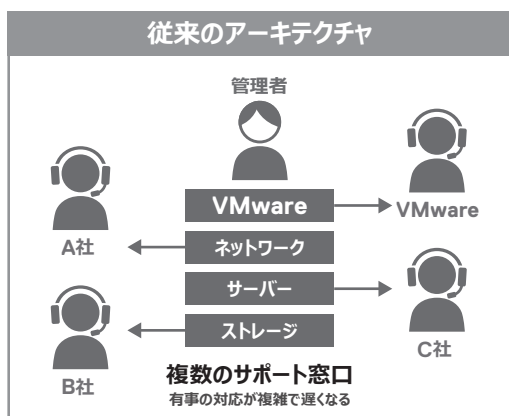 従来のアーキテクチャ
管理者
VMware
VMware
ネットワーク
A社
サーバー
ストレージ
C社
B社
複数のサポート窓口
有事の対応が複雑で遅くなる